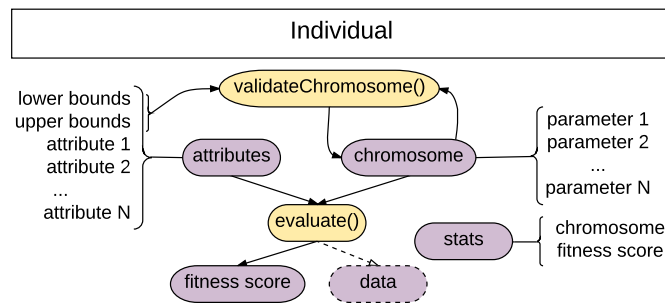 Individual
validateChromosome()
lower bounds
upper bounds
attribute 1
attribute 2
...
attribute N
attributes
chromosome
parameter 1
parameter 2
...
parameter N
evaluate()
stats
chromosome
fitness score
fitness score
data